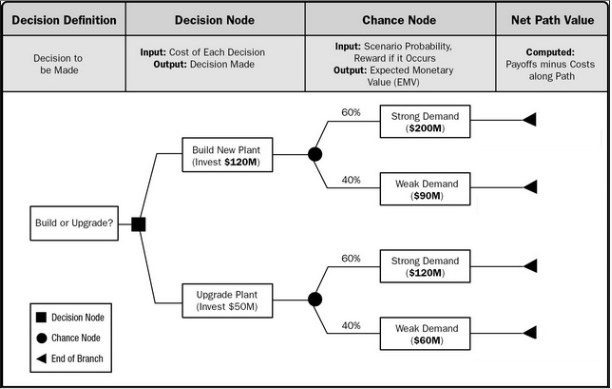 Decision Definition
Decision Node
Chance Node
Net Path Value
Decision to
be Made
Input: Cost of Each Decision
Output: Decision Made
Input: Scenario Probability,
Reward if it Occurs
Output: Expected Monetary
Value (EMV)
Computed:
Payoffs minus Costs
along Path
60%
Strong Demand
($200M)
Build New Plant
(Invest $120M)
40%
Weak Demand
($90M)
Build or Upgrade?
60%
Strong Demand
($120M)
Upgrade Plant
(Invest $50M)
40%
Weak Demand
($60M)
Decision Node
Chance Node
End of Branch